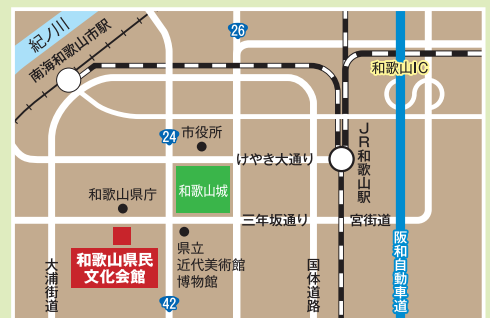 紀ノ川
南海和歌山市駅
26
和歌山IC
24
市役所
けやき大通り
JR和歌山駅
和歌山県庁
和歌山城
三年坂通り
宮街道
和歌山県民
文化会館
県立
近代美術館
博物館
大浦街道
42
国体道路
阪和自動車道